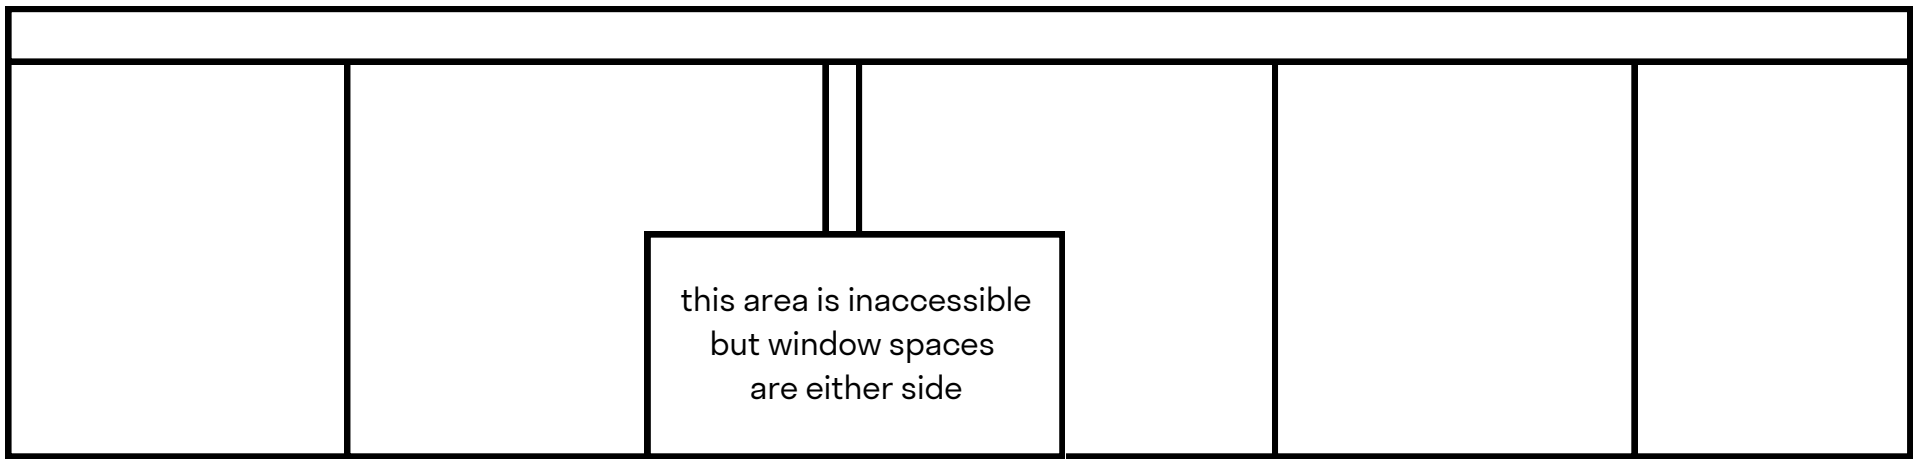 this area is inaccessible
but window spaces
are either side